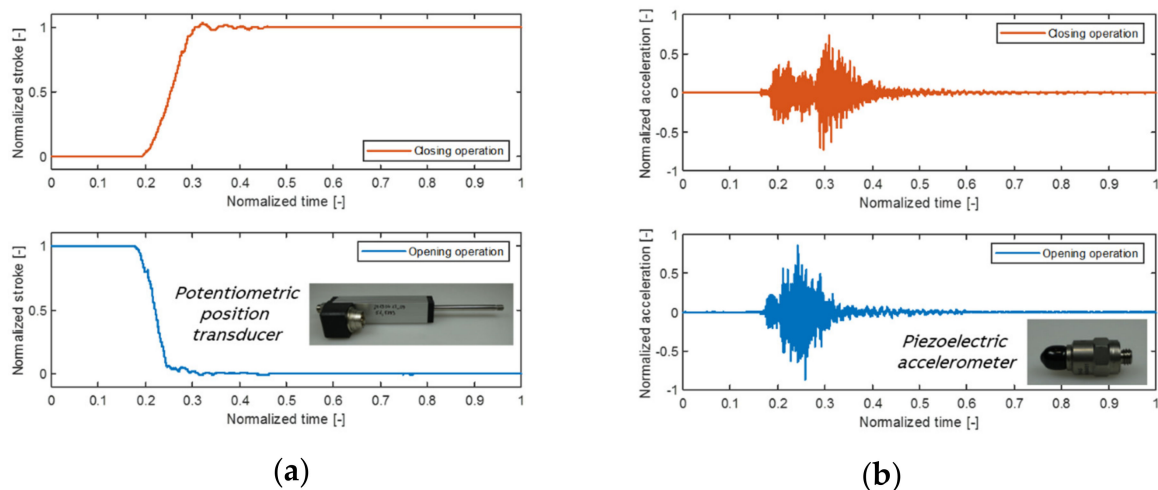 Normalized stroke [-]
1
0.5
0
Closing operation
0 0.1 0.2 0.3 0.4 0.5 0.6 0.7 0.8 0.9 1
Normalized time [-]
Normalized stroke [-]
1
0.5
0
Opening operation
Potentiometric
position
transducer
0 0.1 0.2 0.3 0.4 0.5 0.6 0.7 0.8 0.9 1
Normalized time [-]
(a)
Normalized acceleration [-]
1
0.5
0
-0.5
-1
Closing operation
0 0.1 0.2 0.3 0.4 0.5 0.6 0.7 0.8 0.9 1
Normalized time [-]
Normalized acceleration [-]
1
0.5
0
-0.5
-1
Opening operation
Piezoelectric
accelerometer
0 0.1 0.2 0.3 0.4 0.5 0.6 0.7 0.8 0.9 1
Normalized time [-]
(b)